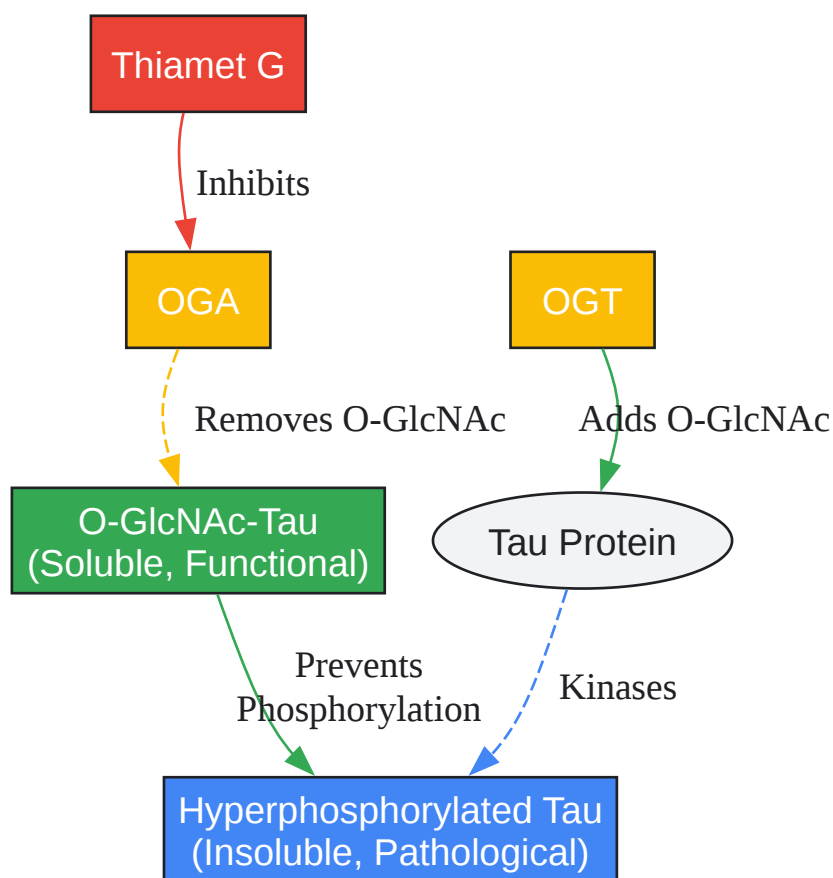 Thiamet G
Inhibits
OGA
OGT
Removes O-GlcNAc
Adds O-GlcNAc
O-GlcNAc-Tau
(Soluble, Functional)
Tau Protein
Prevents
Phosphorylation
Kinases
Hyperphosphorylated Tau
(Insoluble, Pathological)